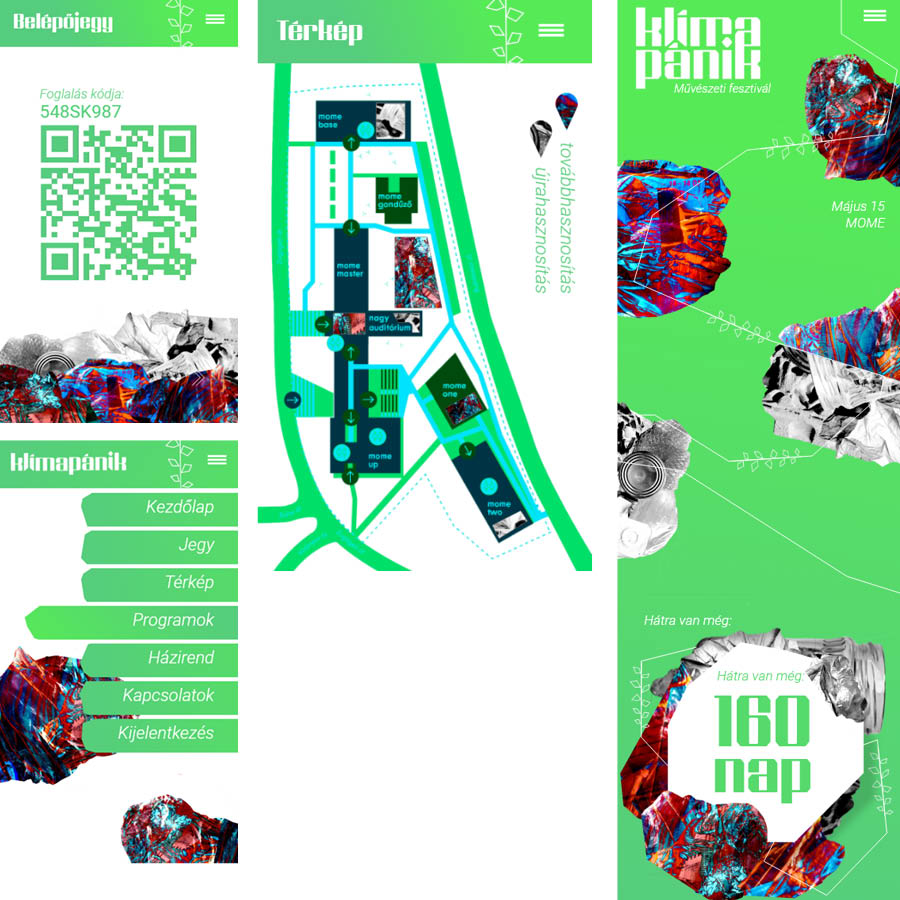 Belépőjegy
Foglalás kódja:
548SK987
klímapánik
Kezdőlap
Jegy
Térkép
Programok
Házirend
Kapcsolatok
Kijelentkezés
Térkép
mome
base
mome
gondűző
mome
master
nagy
auditórium
mome
one
mome
up
mome
two
továbbhasznosítás
újrahasznosítás
klíma
pánik
Művészeti fesztivál
Május 15
MOME
Hátra van még:
Hátra van még:
160
nap